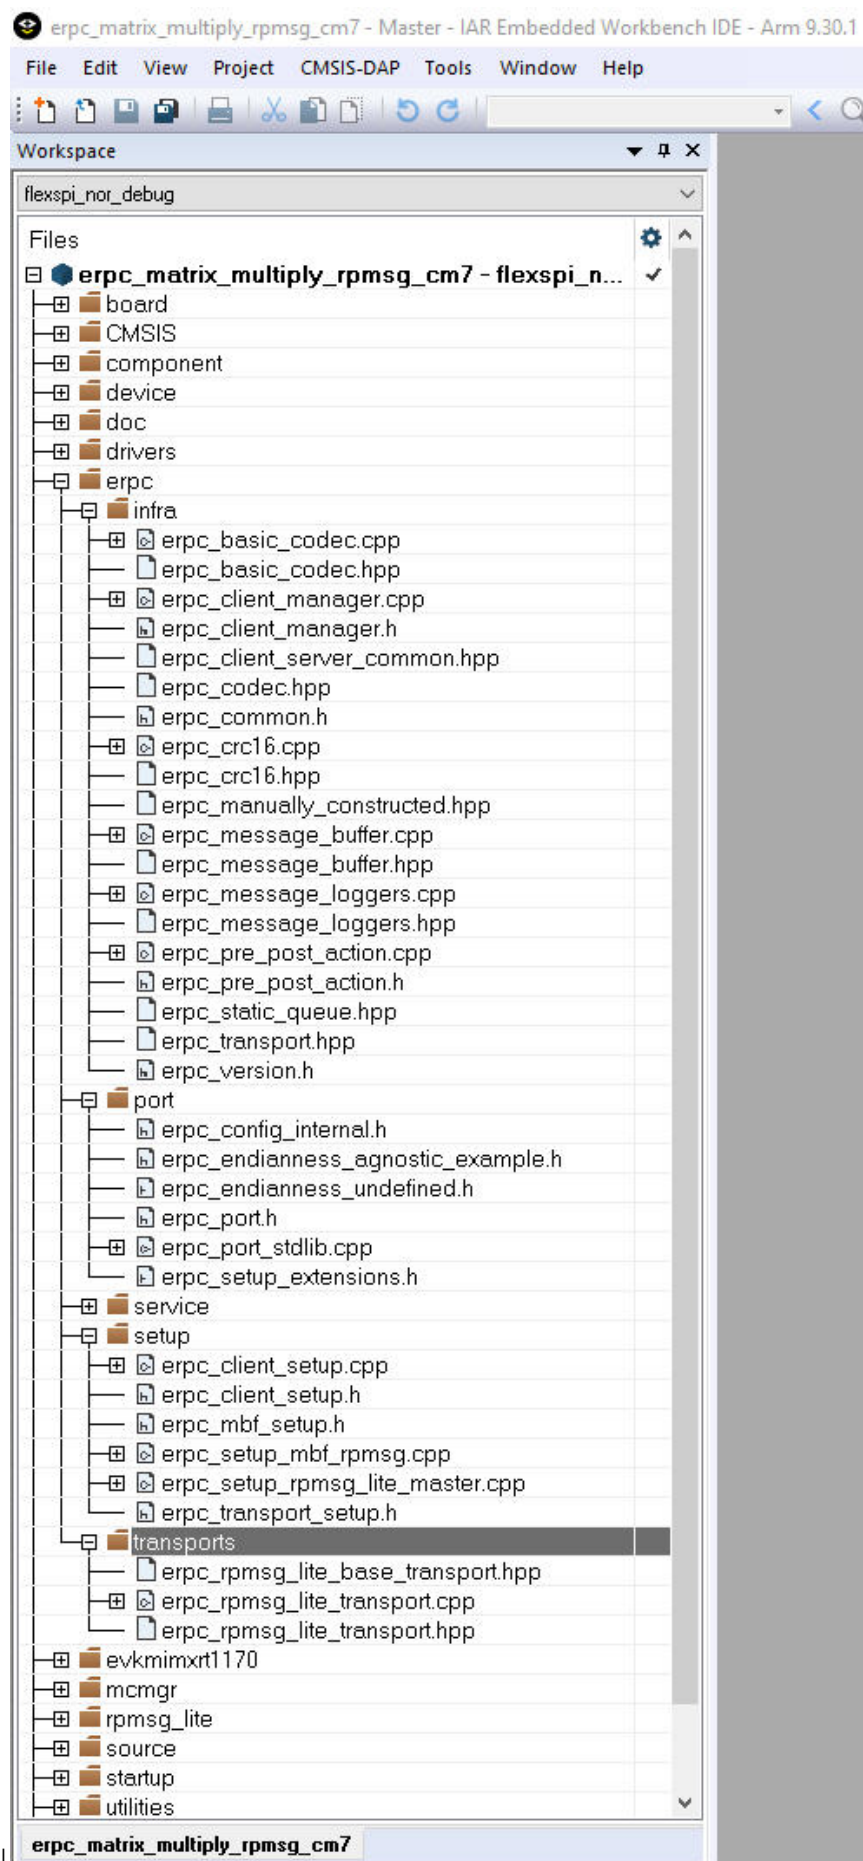 erpc_matrix_multiply_rpmsg_cm7 - Master - IAR Embedded Workbench IDE - Arm 9.30.1
File Edit View Project CMSIS-DAP Tools Window Help
Workspace
flexspi_nor_debug
Files
erpc_matrix_multiply_rpmsg_cm7 - flexspi_n...
board
CMSIS
component
device
doc
drivers
erpc
infra
erpc_basic_codec.cpp
erpc_basic_codec.hpp
erpc_client_manager.cpp
erpc_client_manager.h
erpc_client_server_common.hpp
erpc_codec.hpp
erpc_common.h
erpc_crc16.cpp
erpc_crc16.hpp
erpc_manually_constructed.hpp
erpc_message_buffer.cpp
erpc_message_buffer.hpp
erpc_message_loggers.cpp
erpc_message_loggers.hpp
erpc_pre_post_action.cpp
erpc_pre_post_action.h
erpc_static_queue.hpp
erpc_transport.hpp
erpc_version.h
port
erpc_config_internal.h
erpc_endianness_agnostic_example.h
erpc_endianness_undefined.h
erpc_port.h
erpc_port_stdlib.cpp
erpc_setup_extensions.h
service
setup
erpc_client_setup.cpp
erpc_client_setup.h
erpc_mbf_setup.h
erpc_setup_mbf_rpmsg.cpp
erpc_setup_rpmsg_lite_master.cpp
erpc_transport_setup.h
transports
erpc_rpmsg_lite_base_transport.hpp
erpc_rpmsg_lite_transport.cpp
erpc_rpmsg_lite_transport.hpp
evkmimxrt1170
mcmgr
rpmsg_lite
source
startup
utilities
erpc_matrix_multiply_rpmsg_cm7